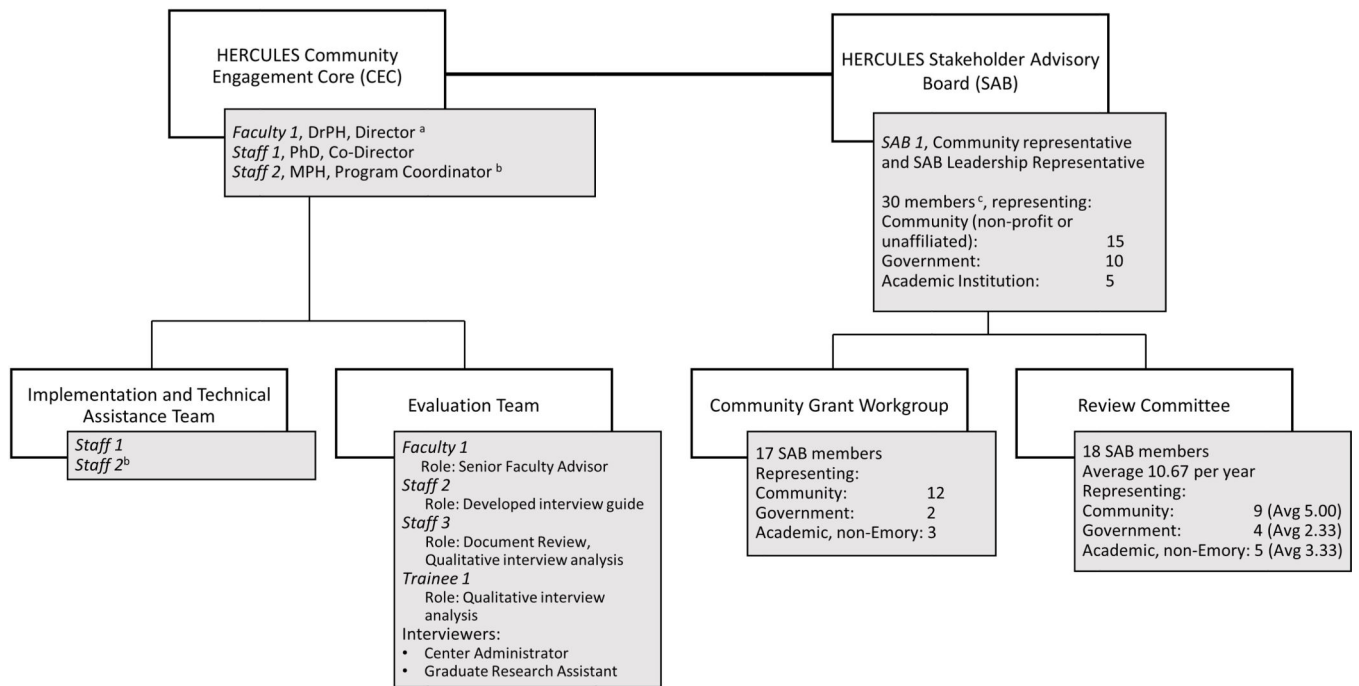 HERCULES Community
Engagement Core (CEC)
Faculty 1, DrPH, Director a
Staff 1, PhD, Co-Director
Staff 2, MPH, Program Coordinator b
HERCULES Stakeholder Advisory
Board (SAB)
SAB 1, Community representative
and SAB Leadership Representative
30 members c, representing:
Community (non-profit or
unaffiliated): 15
Government: 10
Academic Institution: 5
Implementation and Technical
Assistance Team
Staff 1
Staff 2b
Evaluation Team
Faculty 1
Role: Senior Faculty Advisor
Staff 2
Role: Developed interview guide
Staff 3
Role: Document Review,
Qualitative interview analysis
Trainee 1
Role: Qualitative interview
analysis
Interviewers:
• Center Administrator
• Graduate Research Assistant
Community Grant Workgroup
17 SAB members
Representing:
Community: 12
Government: 2
Academic, non-Emory: 3
Review Committee
18 SAB members
Average 10.67 per year
Representing:
Community: 9 (Avg 5.00)
Government: 4 (Avg 2.33)
Academic, non-Emory: 5 (Avg 3.33)